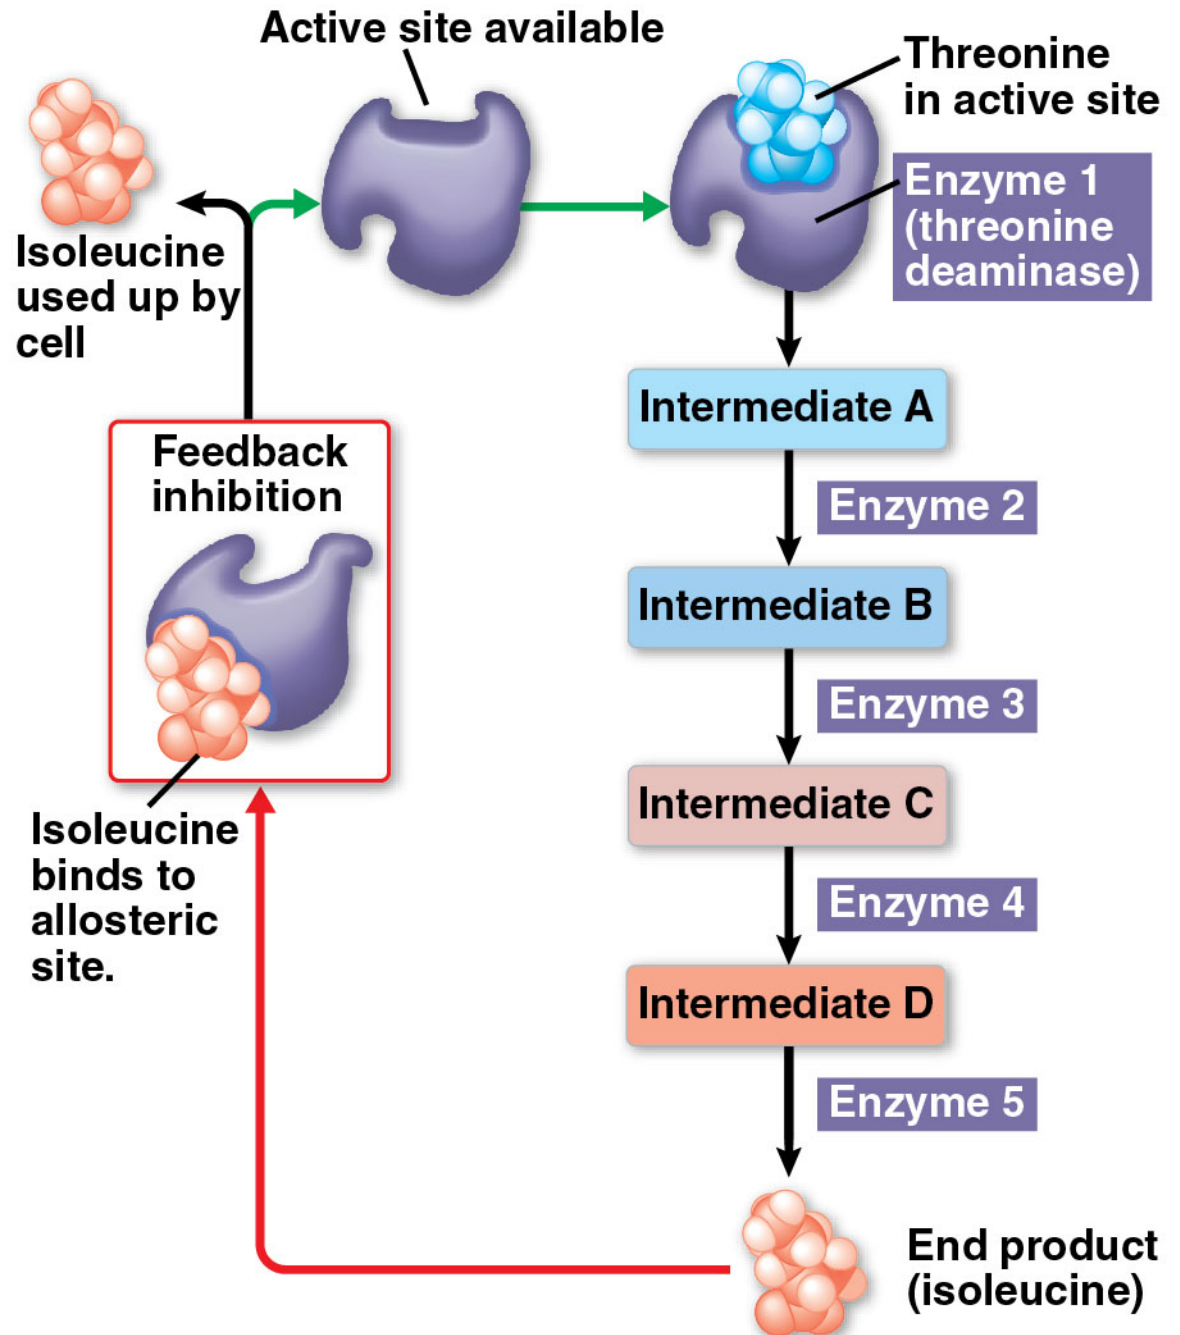 Active site available
Threonine
in active site
Enzyme 1
(threonine
deaminase)
Isoleucine
used up by
cell
Intermediate A
Feedback
inhibition
Enzyme 2
Intermediate B
Enzyme 3
Intermediate C
Isoleucine
binds to
allosteric
site.
Enzyme 4
Intermediate D
Enzyme 5
End product
(isoleucine)